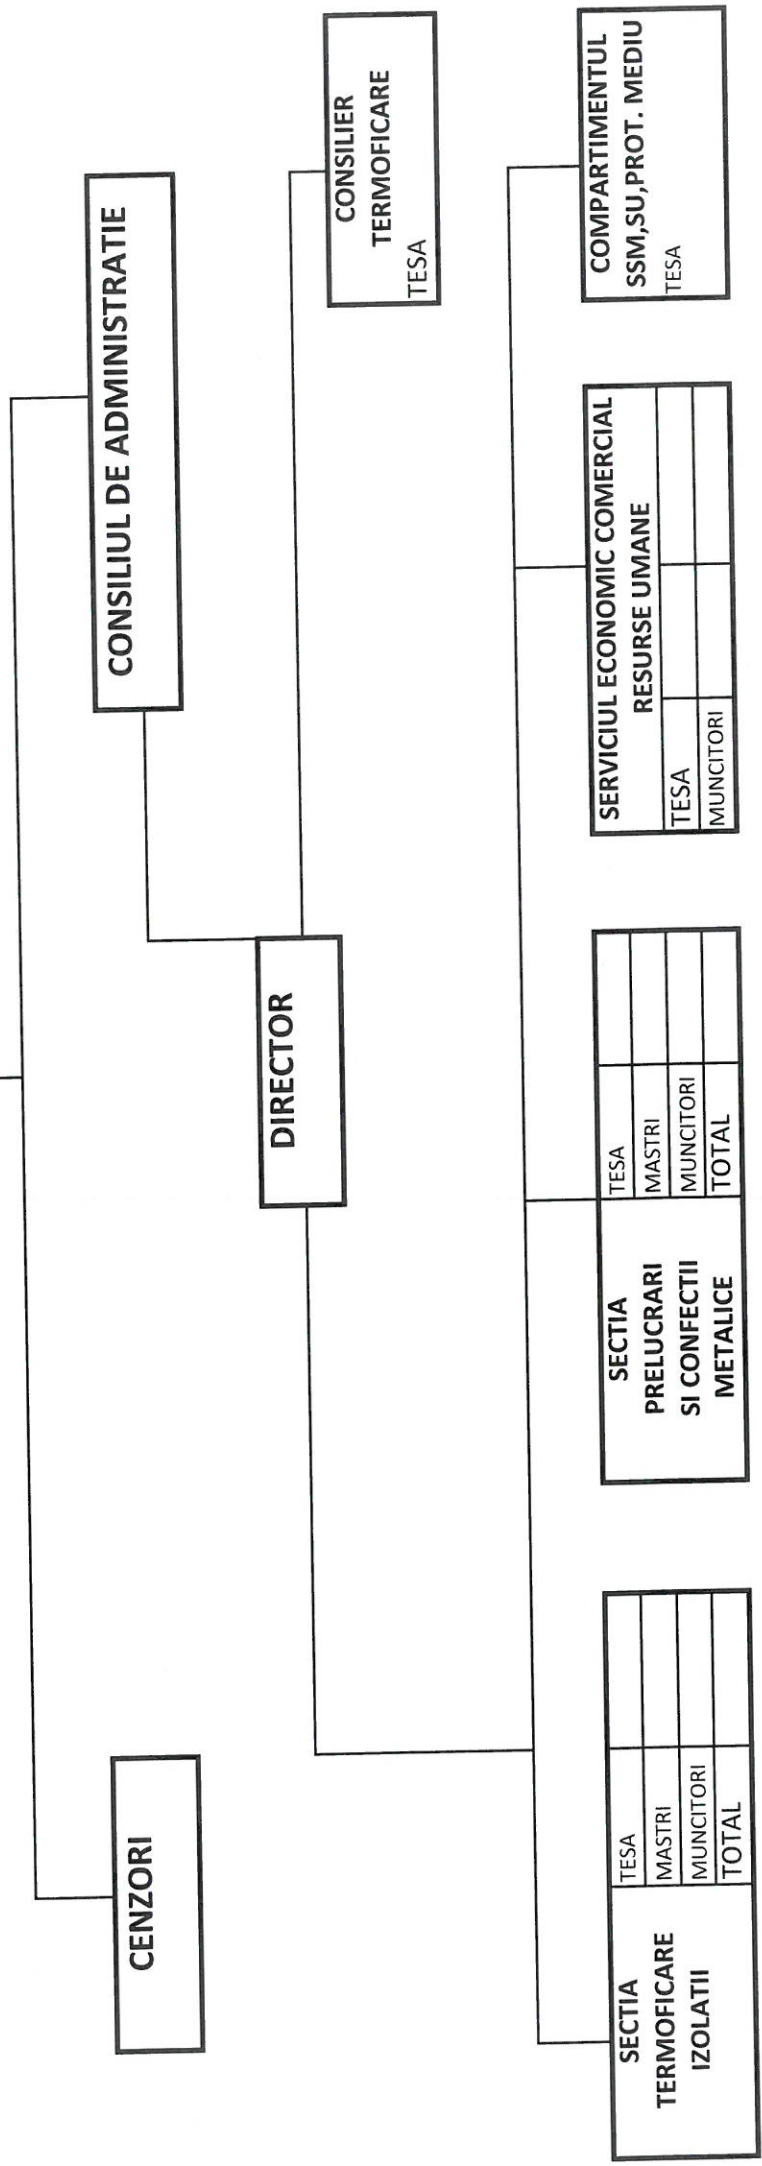 CENZORI
CONSILIUL DE ADMINISTRATIE
DIRECTOR
CONSILIER
TERMOFICARE
TESA
SECTIA
TERMOFICARE
IZOLATII
TESA
MASTRI
MUNCITORI
TOTAL
SECTIA
PRELUCRARI
SI CONFECTII
METALICE
TESA
MASTRI
MUNCITORI
TOTAL
SERVICIUL ECONOMIC COMERCIAL
RESURSE UMANE
TESA
MUNCITORI
COMPARTIMENTUL
SSM,SU,PROT. MEDIU
TESA